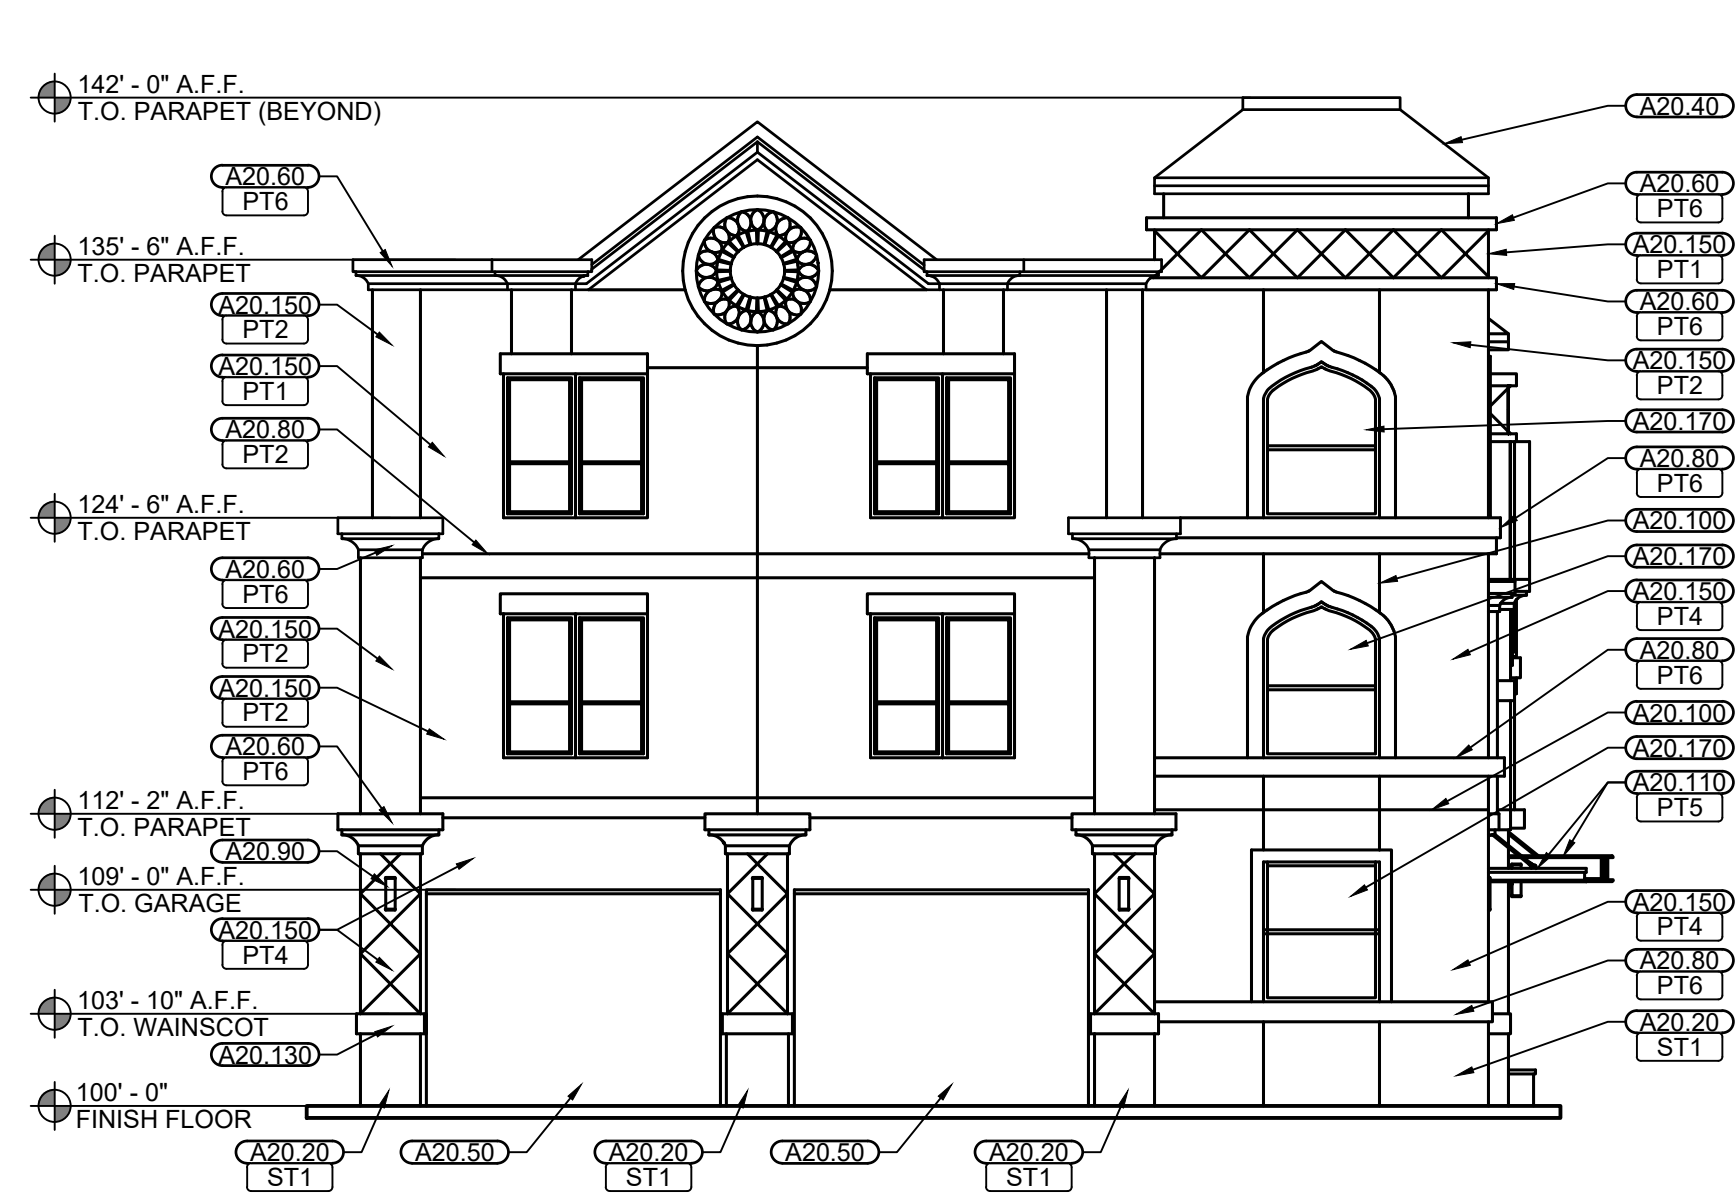 142' - 0" A.F.F.
T.O. PARAPET (BEYOND)
A20.60
PT6
135' - 6" A.F.F.
T.O. PARAPET
A20.150
PT2
A20.150
PT1
A20.80
PT2
124' - 6" A.F.F.
T.O. PARAPET
A20.60
PT6
A20.150
PT2
A20.150
PT2
A20.60
PT6
112' - 2" A.F.F.
T.O. PARAPET
A20.90
109' - 0" A.F.F.
T.O. GARAGE
A20.150
PT4
103' - 10" A.F.F.
T.O. WAINSCOT
A20.130
100' - 0"
FINISH FLOOR
A20.20
ST1
A20.50
A20.20
ST1
A20.50
A20.20
ST1
A20.40
A20.60
PT6
A20.150
PT1
A20.60
PT6
A20.150
PT2
A20.170
A20.80
PT6
A20.100
A20.170
A20.150
PT4
A20.80
PT6
A20.100
A20.170
A20.110
PT5
A20.150
PT4
A20.80
PT6
A20.20
ST1